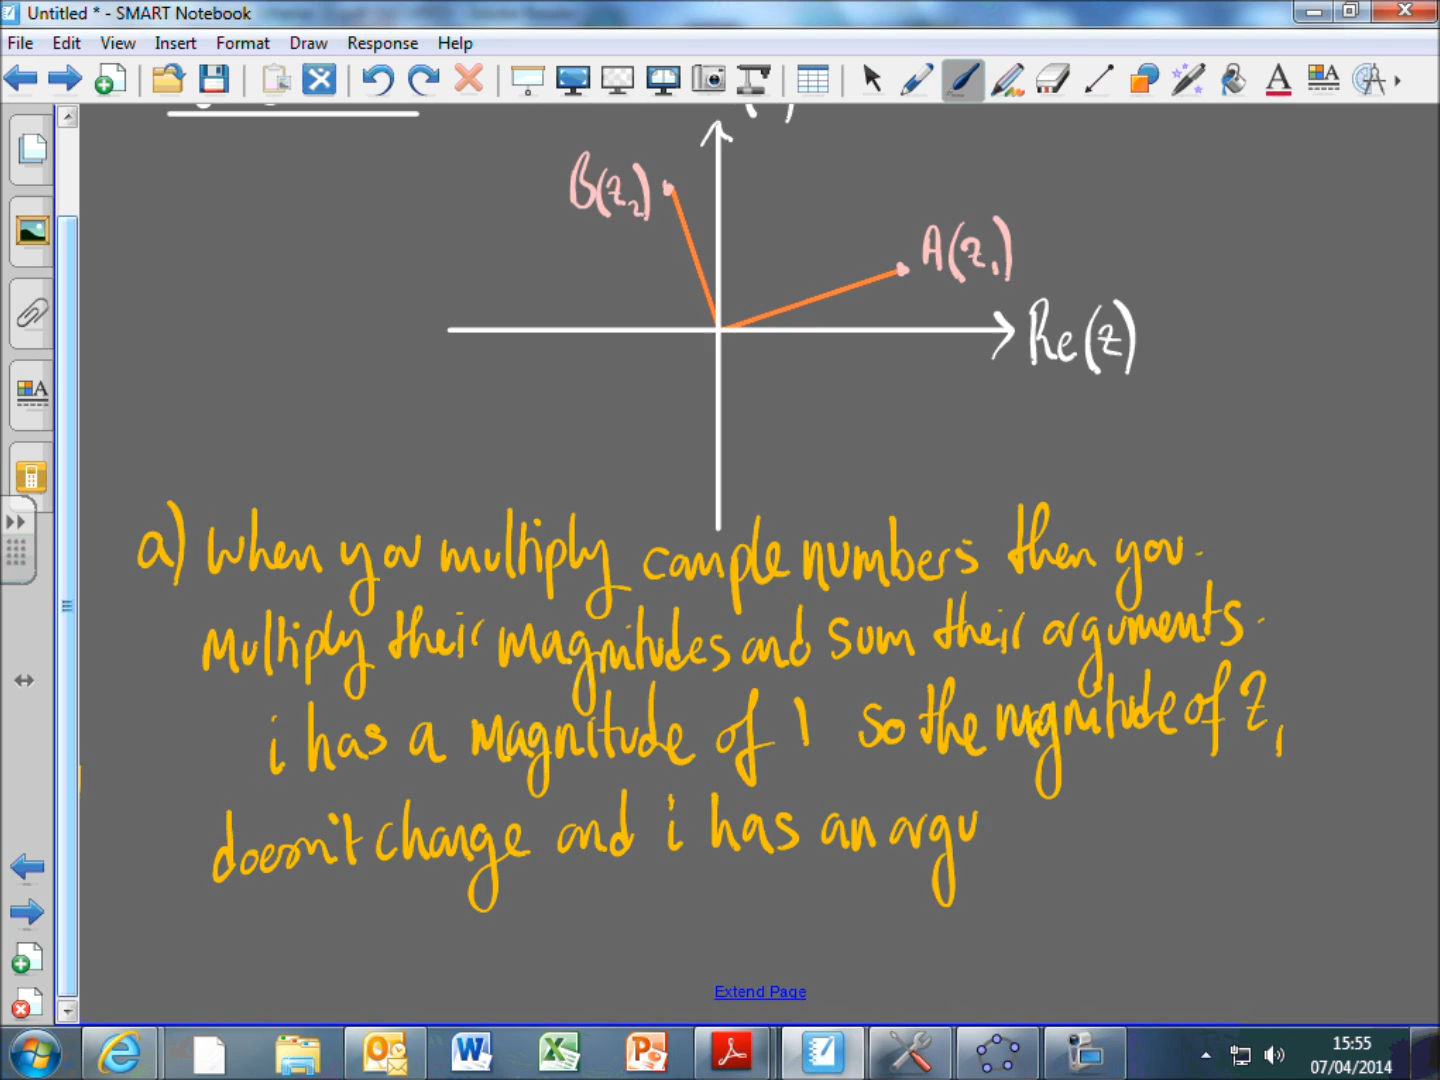 Untitled * - SMART Notebook
File Edit View Insert Format Draw Response Help
B(z2)
A(z1)
Re(z)
a) when you multiply comple numbers then you
multiply their magnitudes and sum their arguments.
i has a magnitude of 1 so the magnitude of z1
doesn't change and i has an argu
Extend Page
15:55
07/04/2014